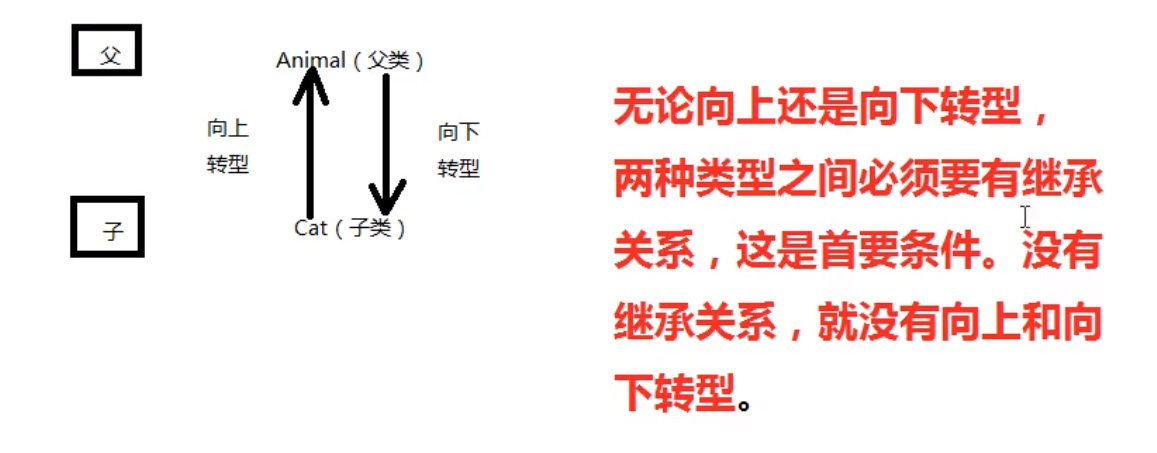 父
Animal（父类）
向上
转型
向下
转型
子
Cat（子类）
无论向上还是向下转型，
两种类型之间必须要有继承
关系，这是首要条件。没有
继承关系，就没有向上和向
下转型。